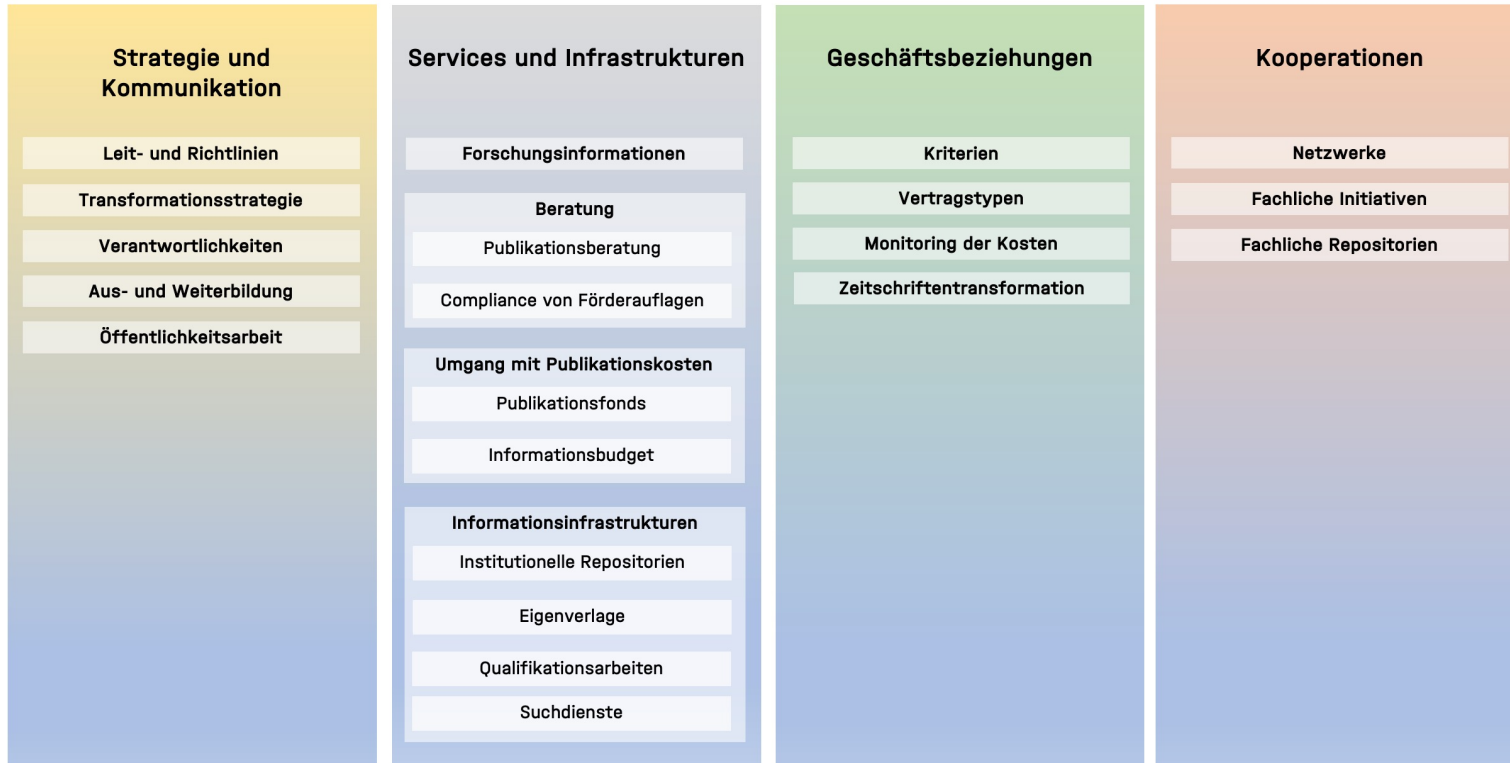 Strategie und
Kommunikation
Leit- und Richtlinien
Transformationsstrategie
Verantwortlichkeiten
Aus- und Weiterbildung
Öffentlichkeitsarbeit
Services und Infrastrukturen
Forschungsinformationen
Beratung
Publikationsberatung
Compliance von Förderauflagen
Umgang mit Publikationskosten
Publikationsfonds
Informationsbudget
Informationsinfrastrukturen
Institutionelle Repositorien
Eigenverlage
Qualifikationsarbeiten
Suchdienste
Geschäftsbeziehungen
Kriterien
Vertragstypen
Monitoring der Kosten
Zeitschriftentransformation
Kooperationen
Netzwerke
Fachliche Initiativen
Fachliche Repositorien